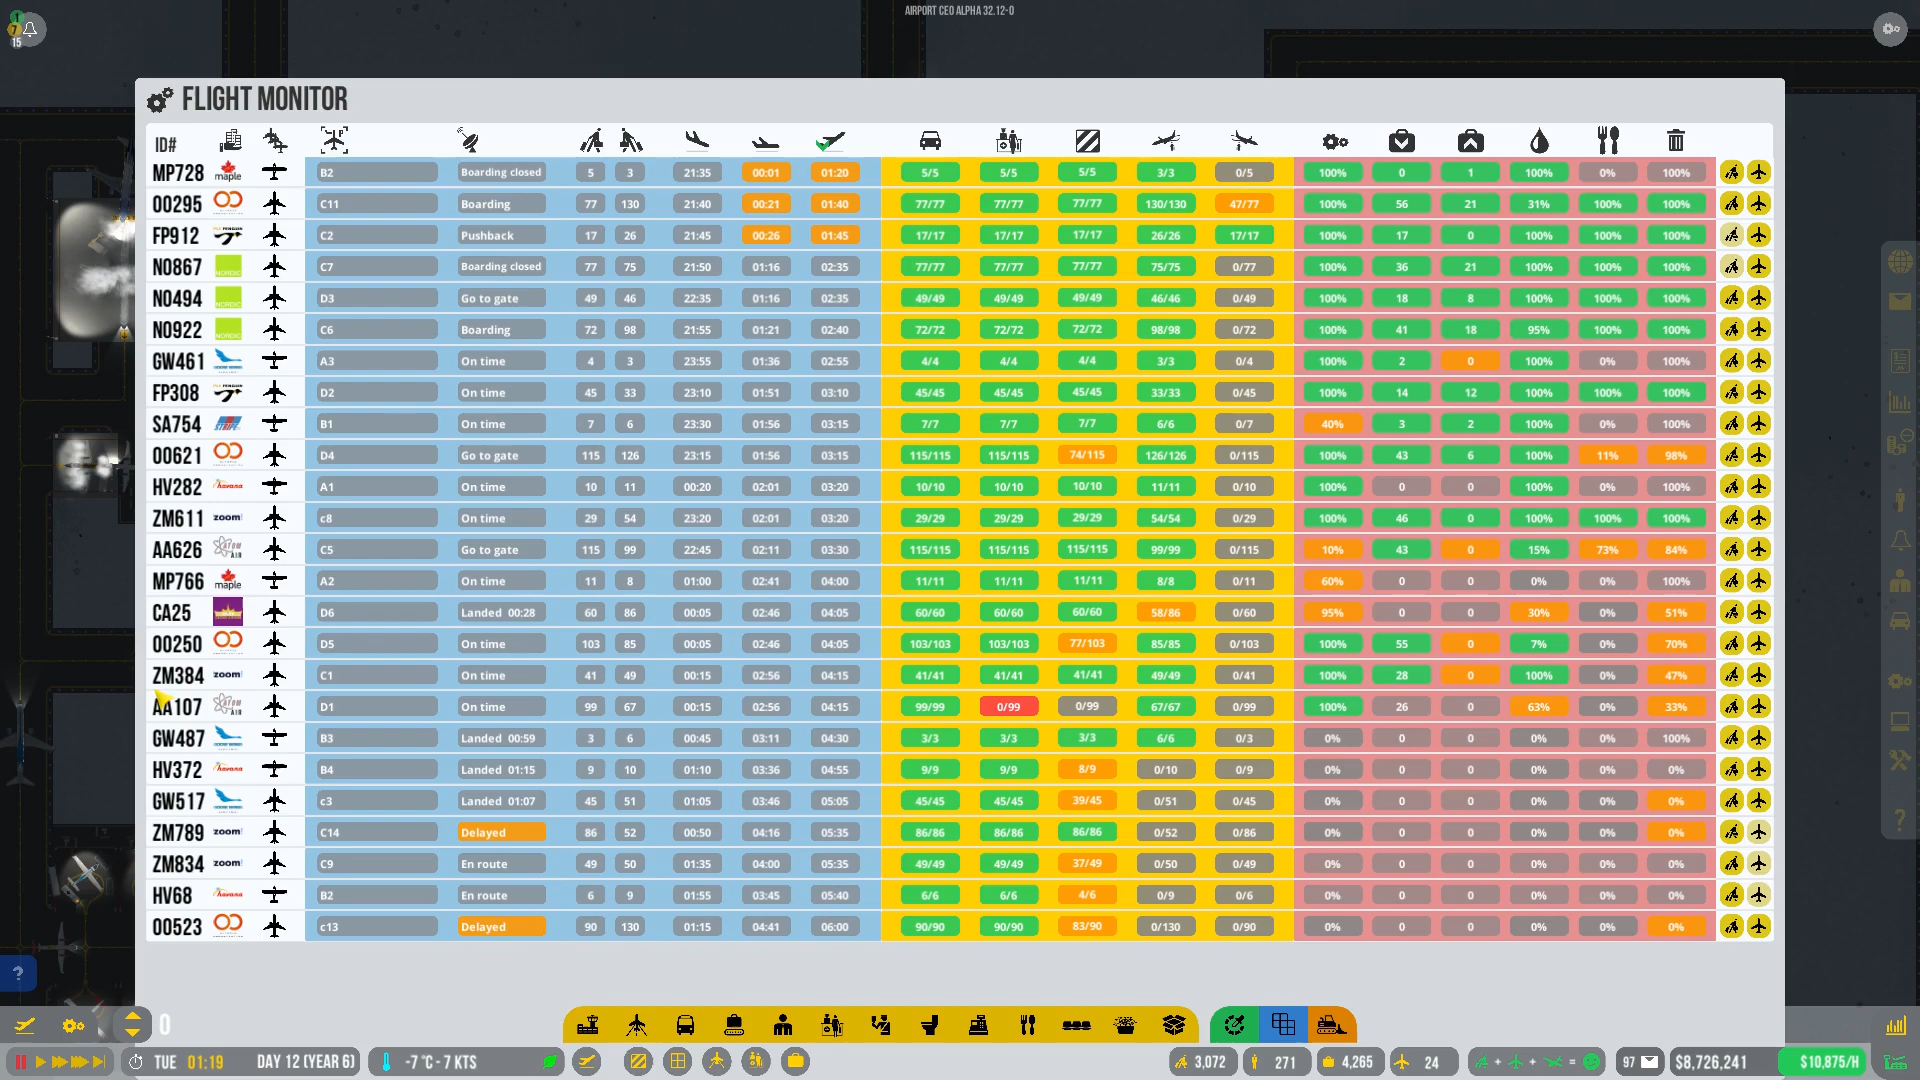 AIRPORT CEO ALPHA 32.12-0
1
7
15
FLIGHT MONITOR
ID#
MP728 maple B2 Boarding closed 5 3 21:35 00:01 01:20 5/5 5/5 5/5 3/3 0/5 100% 0 1 100% 0% 100%
OO295 C11 Boarding 77 130 21:40 00:21 01:40 77/77 77/77 77/77 130/130 47/77 100% 56 21 31% 100% 100%
FP912 C2 Pushback 17 26 21:45 00:26 01:45 17/17 17/17 17/17 26/26 17/17 100% 17 0 100% 100% 100%
NO867 NORDIC C7 Boarding closed 77 75 21:50 01:16 02:35 77/77 77/77 77/77 75/75 0/77 100% 36 21 100% 100% 100%
NO494 NORDIC D3 Go to gate 49 46 22:35 01:16 02:35 49/49 49/49 49/49 46/46 0/49 100% 18 8 100% 100% 100%
NO922 NORDIC C6 Boarding 72 98 21:55 01:21 02:40 72/72 72/72 72/72 98/98 0/72 100% 41 18 95% 100% 100%
GW461 A3 On time 4 3 23:55 01:36 02:55 4/4 4/4 4/4 3/3 0/4 100% 2 0 100% 0% 100%
FP308 D2 On time 45 33 23:10 01:51 03:10 45/45 45/45 45/45 33/33 0/45 100% 14 12 100% 100% 100%
SA754 STRIPE B1 On time 7 6 23:30 01:56 03:15 7/7 7/7 7/7 6/6 0/7 40% 3 2 100% 0% 100%
OO621 D4 Go to gate 115 126 23:15 01:56 03:15 115/115 115/115 74/115 126/126 0/115 100% 43 6 100% 11% 98%
HV282 havana A1 On time 10 11 00:20 02:01 03:20 10/10 10/10 10/10 11/11 0/10 100% 0 0 100% 0% 100%
ZM611 zoom! c8 On time 29 54 23:20 02:01 03:20 29/29 29/29 29/29 54/54 0/29 100% 46 0 100% 100% 100%
AA626 ATOM AIR C5 Go to gate 115 99 22:45 02:11 03:30 115/115 115/115 115/115 99/99 0/115 10% 43 0 15% 73% 84%
MP766 maple A2 On time 11 8 01:00 02:41 04:00 11/11 11/11 11/11 8/8 0/11 60% 0 0 0% 0% 100%
CA25 D6 Landed 00:28 60 86 00:05 02:46 04:05 60/60 60/60 60/60 58/86 0/60 95% 0 0 30% 0% 51%
OO250 D5 On time 103 85 00:05 02:46 04:05 103/103 103/103 77/103 85/85 0/103 100% 55 0 7% 0% 70%
ZM384 zoom! C1 On time 41 49 00:15 02:56 04:15 41/41 41/41 41/41 49/49 0/41 100% 28 0 100% 0% 47%
AA107 ATOM AIR D1 On time 99 67 00:15 02:56 04:15 99/99 0/99 0/99 67/67 0/99 100% 26 0 63% 0% 33%
GW487 B3 Landed 00:59 3 6 00:45 03:11 04:30 3/3 3/3 3/3 6/6 0/3 0% 0 0 0% 0% 100%
HV372 havana B4 Landed 01:15 9 10 01:10 03:36 04:55 9/9 9/9 8/9 0/10 0/9 0% 0 0 0% 0% 0%
GW517 c3 Landed 01:07 45 51 01:05 03:46 05:05 45/45 45/45 39/45 0/51 0/45 0% 0 0 0% 0% 0%
ZM789 zoom! C14 Delayed 86 52 00:50 04:16 05:35 86/86 86/86 86/86 0/52 0/86 0% 0 0 0% 0% 0%
ZM834 zoom! C9 En route 49 50 01:35 04:00 05:35 49/49 49/49 37/49 0/50 0/49 0% 0 0 0% 0% 0%
HV68 havana B2 En route 6 9 01:55 03:45 05:40 6/6 6/6 4/6 0/9 0/6 0% 0 0 0% 0% 0%
OO523 c13 Delayed 90 130 01:15 04:41 06:00 90/90 90/90 83/90 0/130 0/90 0% 0 0 0% 0% 0%
?
?
0
TUE 01:19 DAY 12 (YEAR 6) -7 °C - 7 KTS 3,072 271 4,265 24 + + = 97 $8,726,241 $10,875/H